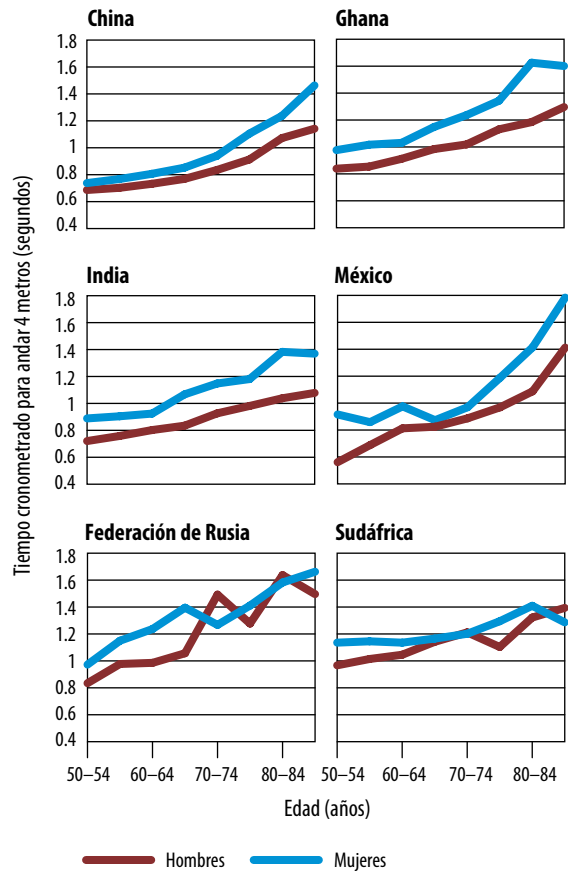 China
Ghana
1.8
1.6
1.4
1.2
1
0.8
0.6
0.4
India
México
1.8
1.6
1.4
1.2
1
0.8
0.6
0.4
Federación de Rusia
Sudáfrica
1.8
1.6
1.4
1.2
1
0.8
0.6
0.4
50–54 60–64 70–74 80–84
50–54 60–64 70–74 80–84
Tiempo cronometrado para andar 4 metros (segundos)
Edad (años)
Hombres
Mujeres